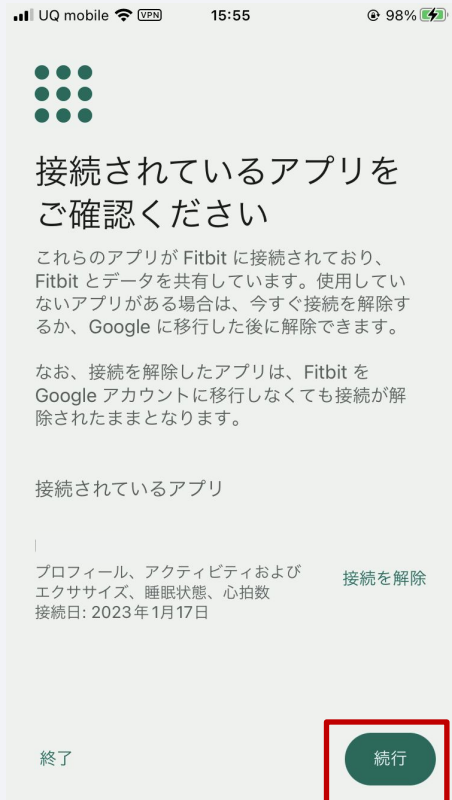 UQ mobile VPN 15:55 98%
接続されているアプリを
ご確認ください
これらのアプリが Fitbit に接続されており、
Fitbit とデータを共有しています。使用してい
ないアプリがある場合は、今すぐ接続を解除す
るか、Google に移行した後に解除できます。
なお、接続を解除したアプリは、Fitbit を
Google アカウントに移行しなくても接続が解
除されたままとなります。
接続されているアプリ
プロフィール、アクティビティおよび
エクササイズ、睡眠状態、心拍数
接続日: 2023年1月17日
接続を解除
終了
続行